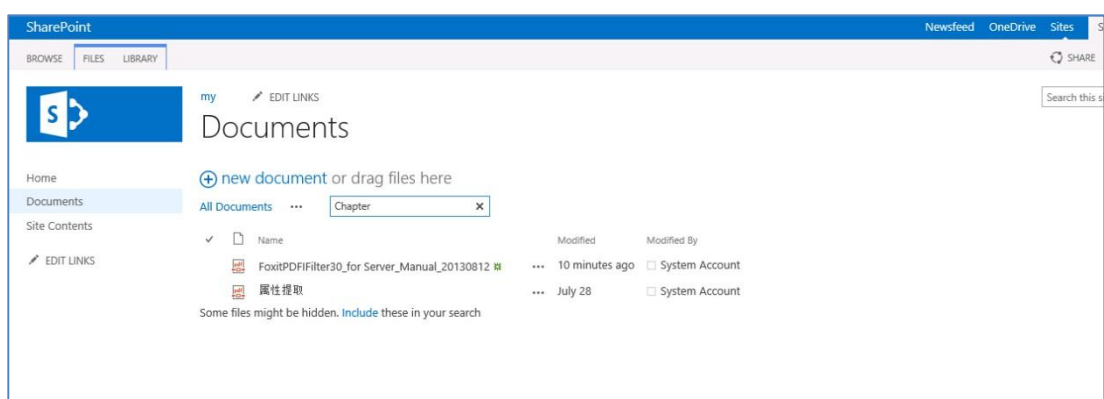 SharePoint
Newsfeed OneDrive Sites S
BROWSE FILES LIBRARY
SHARE
S
my EDIT LINKS
Search this s
Documents
Home
new document or drag files here
Documents
All Documents ... Chapter
Site Contents
Name Modified Modified By
EDIT LINKS
FoxitPDFIFilter30_for Server_Manual_20130812 ... 10 minutes ago System Account
属性提取 ... July 28 System Account
Some files might be hidden. Include these in your search